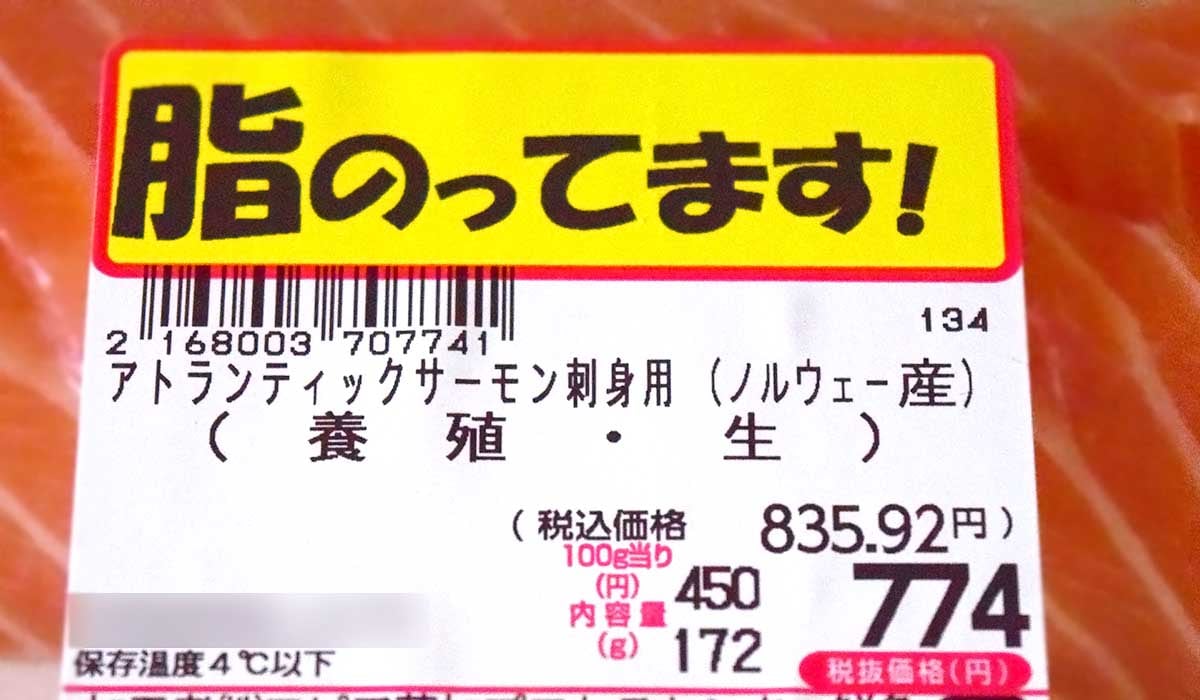 脂のってます!
2 168003 707741
134
アトランティックサーモン刺身用(ノルウェー産)
(養殖・生)
(税込価格 835.92円)
100g当り(円) 450
内容量(g) 172
774
税抜価格(円)
保存温度4℃以下